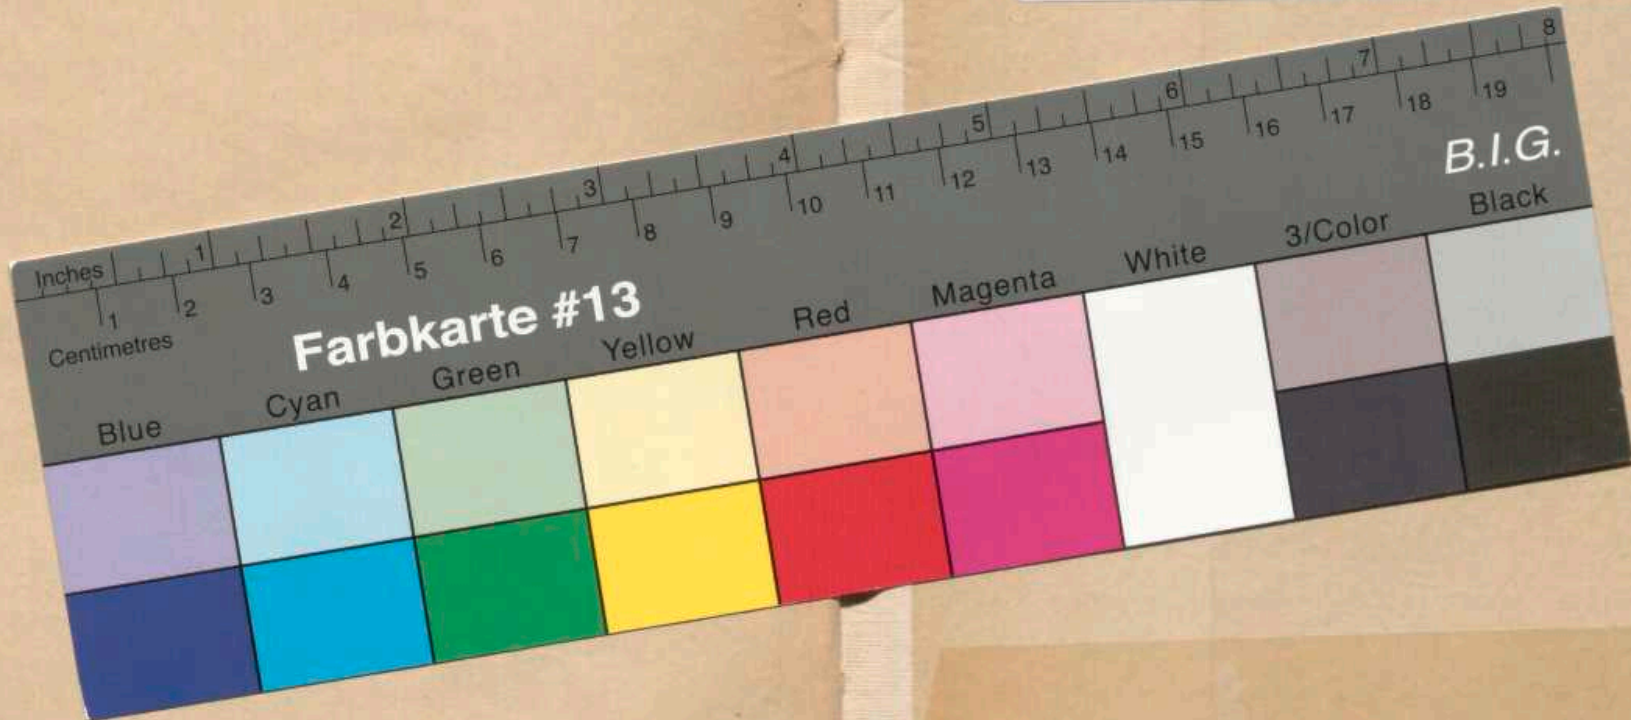 Inches 1 2 3 4 5 6 7 8
1 2 3 4 5 6 7 8 9 10 11 12 13 14 15 16 17 18 19
Centimetres
Farbkarte #13
B.I.G.
Blue Cyan Green Yellow Red Magenta White 3/Color Black